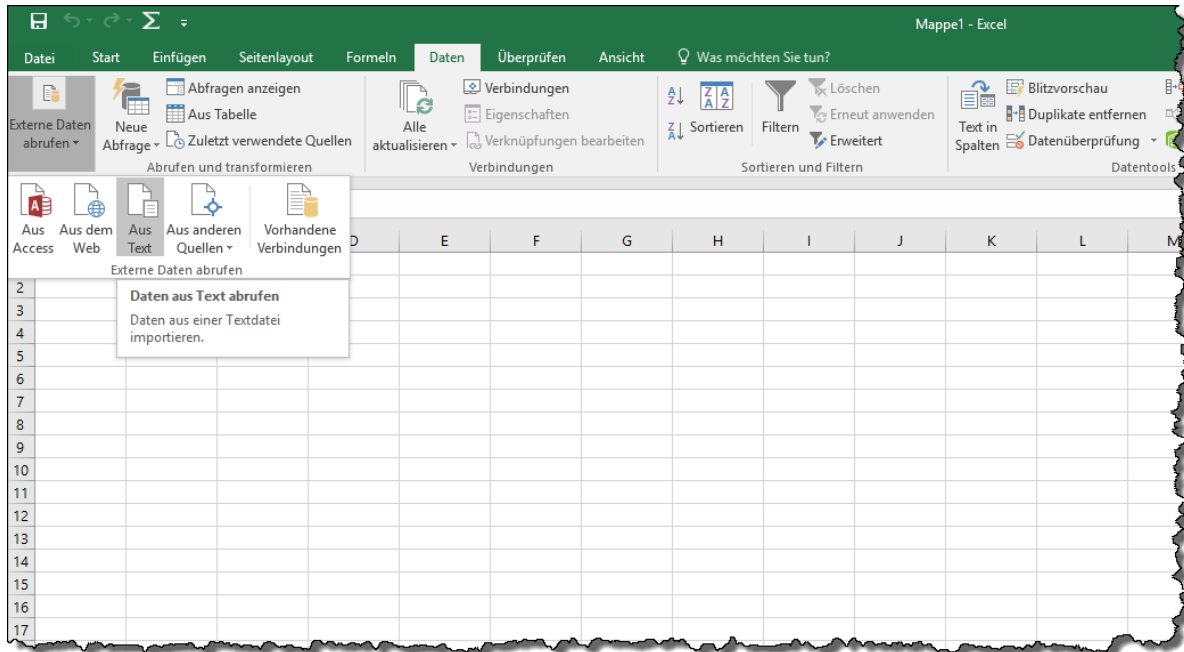 Mappe1 - Excel
Datei Start Einfügen Seitenlayout Formeln Daten Überprüfen Ansicht Was möchten Sie tun?
Externe Daten abrufen
Neue Abfrage
Abfragen anzeigen
Aus Tabelle
Zuletzt verwendete Quellen
Abrufen und transformieren
Alle aktualisieren
Verbindungen
Eigenschaften
Verknüpfungen bearbeiten
Verbindungen
Sortieren
Filtern
Löschen
Erneut anwenden
Erweitert
Sortieren und Filtern
Text in Spalten
Blitzvorschau
Duplikate entfernen
Datenüberprüfung
Datentools
Aus Access
Aus dem Web
Aus Text
Aus anderen Quellen
Vorhandene Verbindungen
Externe Daten abrufen
Daten aus Text abrufen
Daten aus einer Textdatei
importieren.
D E F G H I J K L M
2
3
4
5
6
7
8
9
10
11
12
13
14
15
16
17